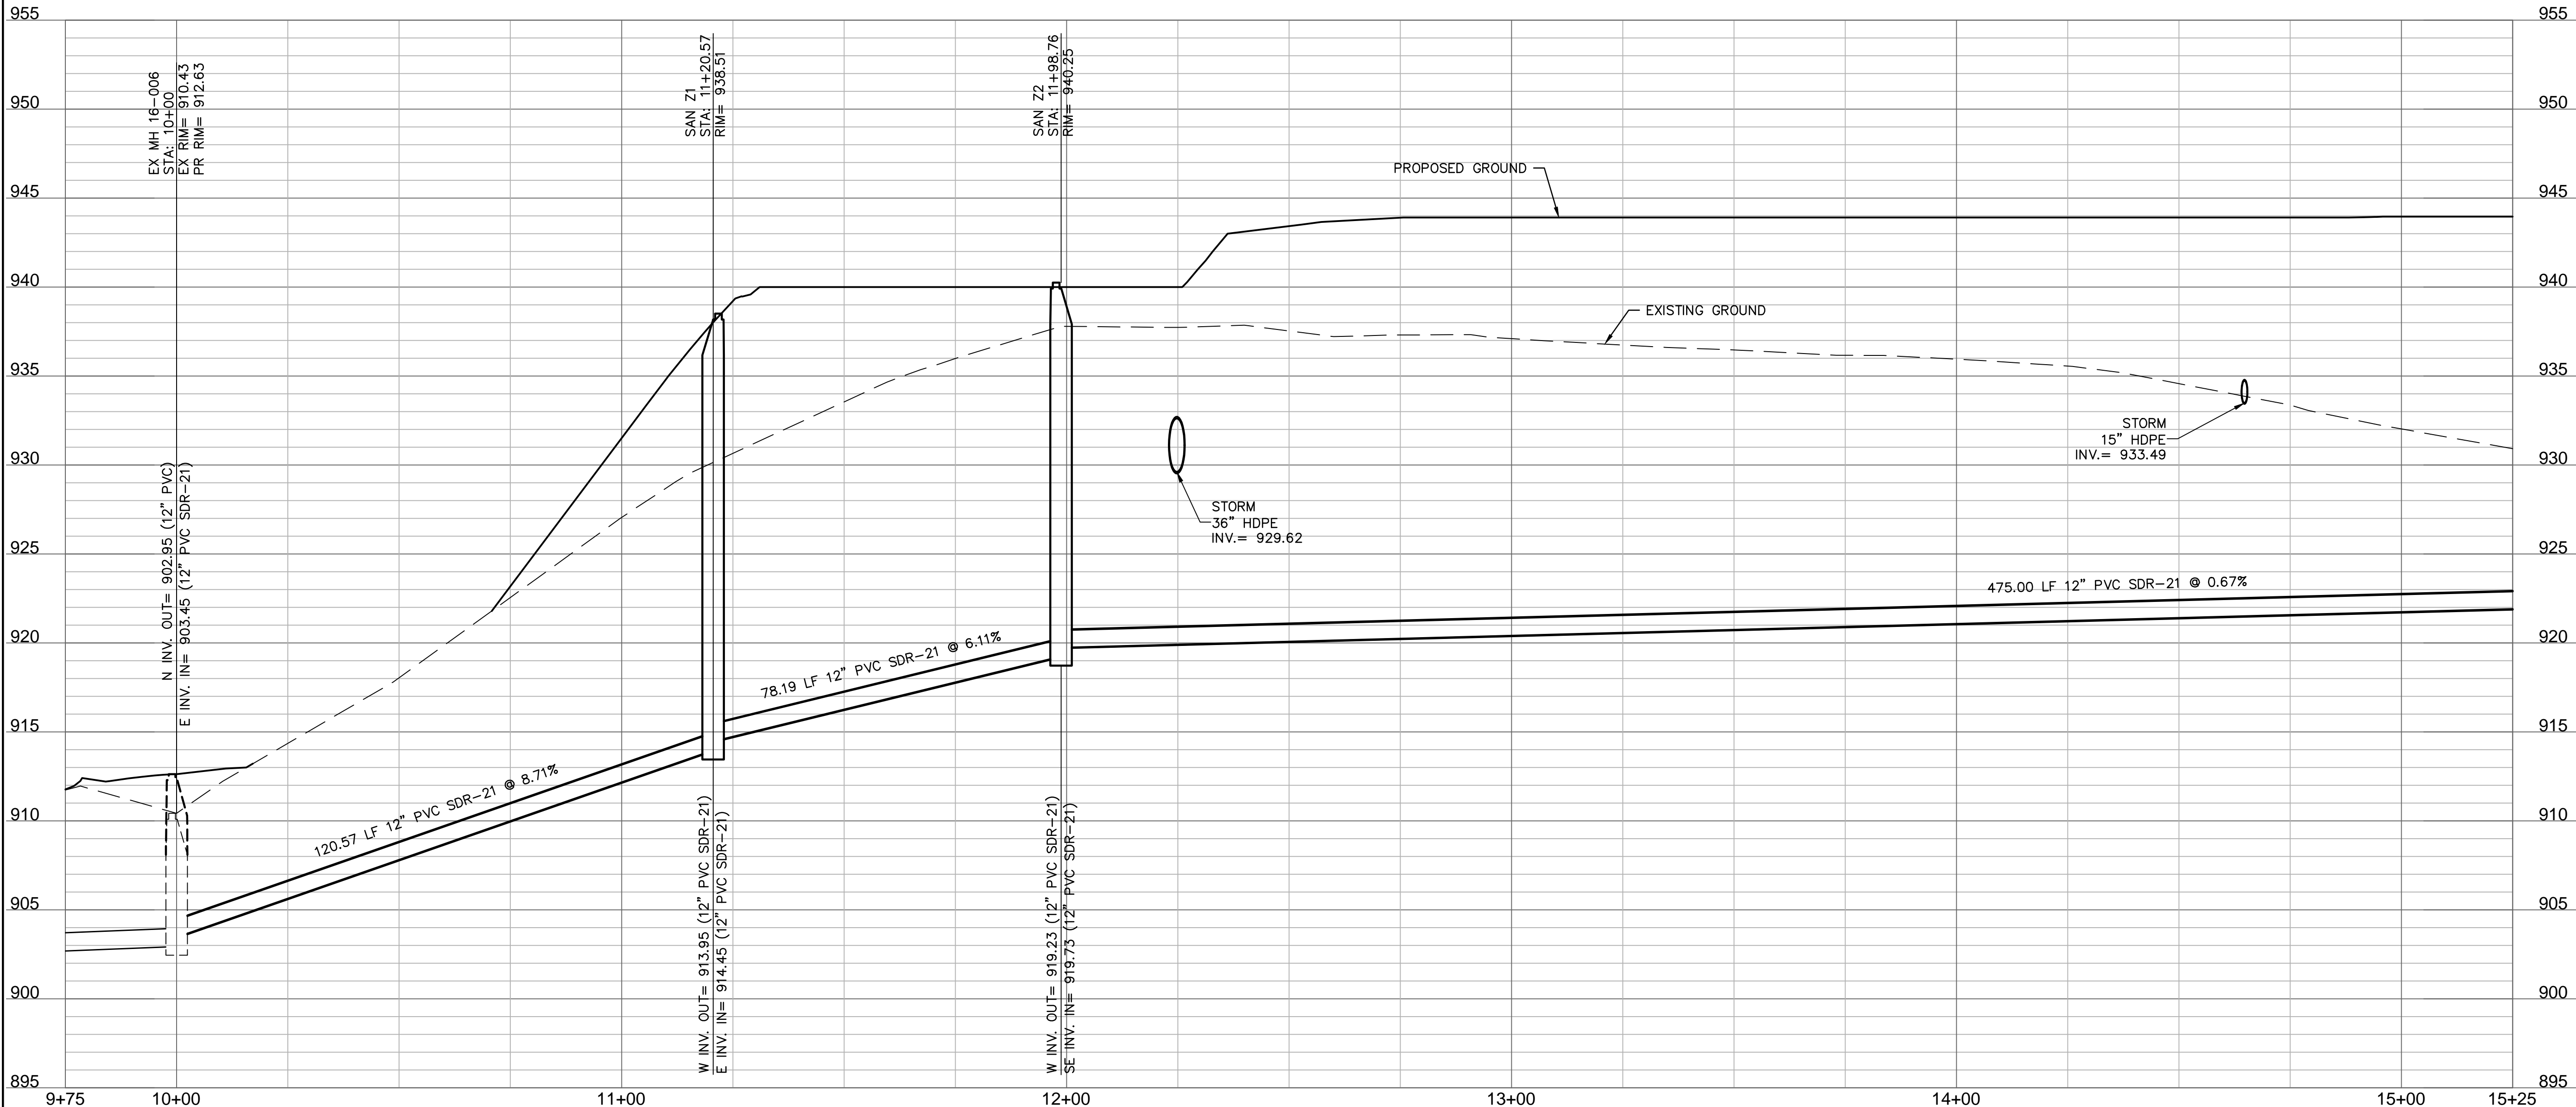 955
955
950
950
945
945
940
940
935
935
930
930
925
925
920
920
915
915
910
910
905
905
900
900
895
895
EX MH 16-006
STA: 10+00
EX RIM= 910.43
PR RIM= 912.63
SAN Z1
STA: 11+20.57
RIM= 938.51
SAN Z2
STA: 11+98.76
RIM= 940.25
PROPOSED GROUND
EXISTING GROUND
STORM
15" HDPE
INV.= 933.49
STORM
36" HDPE
INV.= 929.62
N INV. OUT= 902.95 (12" PVC)
E INV. IN= 903.45 (12" PVC SDR-21)
120.57 LF 12" PVC SDR-21 @ 8.71%
78.19 LF 12" PVC SDR-21 @ 6.11%
475.00 LF 12" PVC SDR-21 @ 0.67%
W INV. OUT= 913.95 (12" PVC SDR-21)
E INV. IN= 914.45 (12" PVC SDR-21)
W INV. OUT= 919.23 (12" PVC SDR-21)
SE INV. IN= 919.73 (12" PVC SDR-21)
9+75
10+00
11+00
12+00
13+00
14+00
15+00
15+25